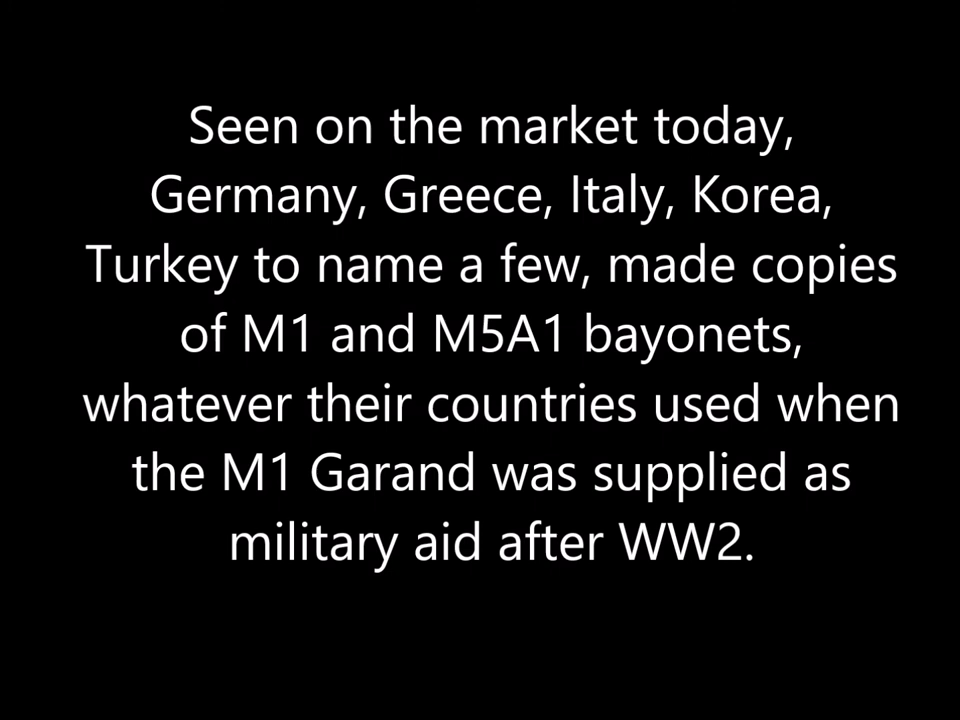 Seen on the market today,
Germany, Greece, Italy, Korea,
Turkey to name a few, made copies
of M1 and M5A1 bayonets,
whatever their countries used when
the M1 Garand was supplied as
military aid after WW2.